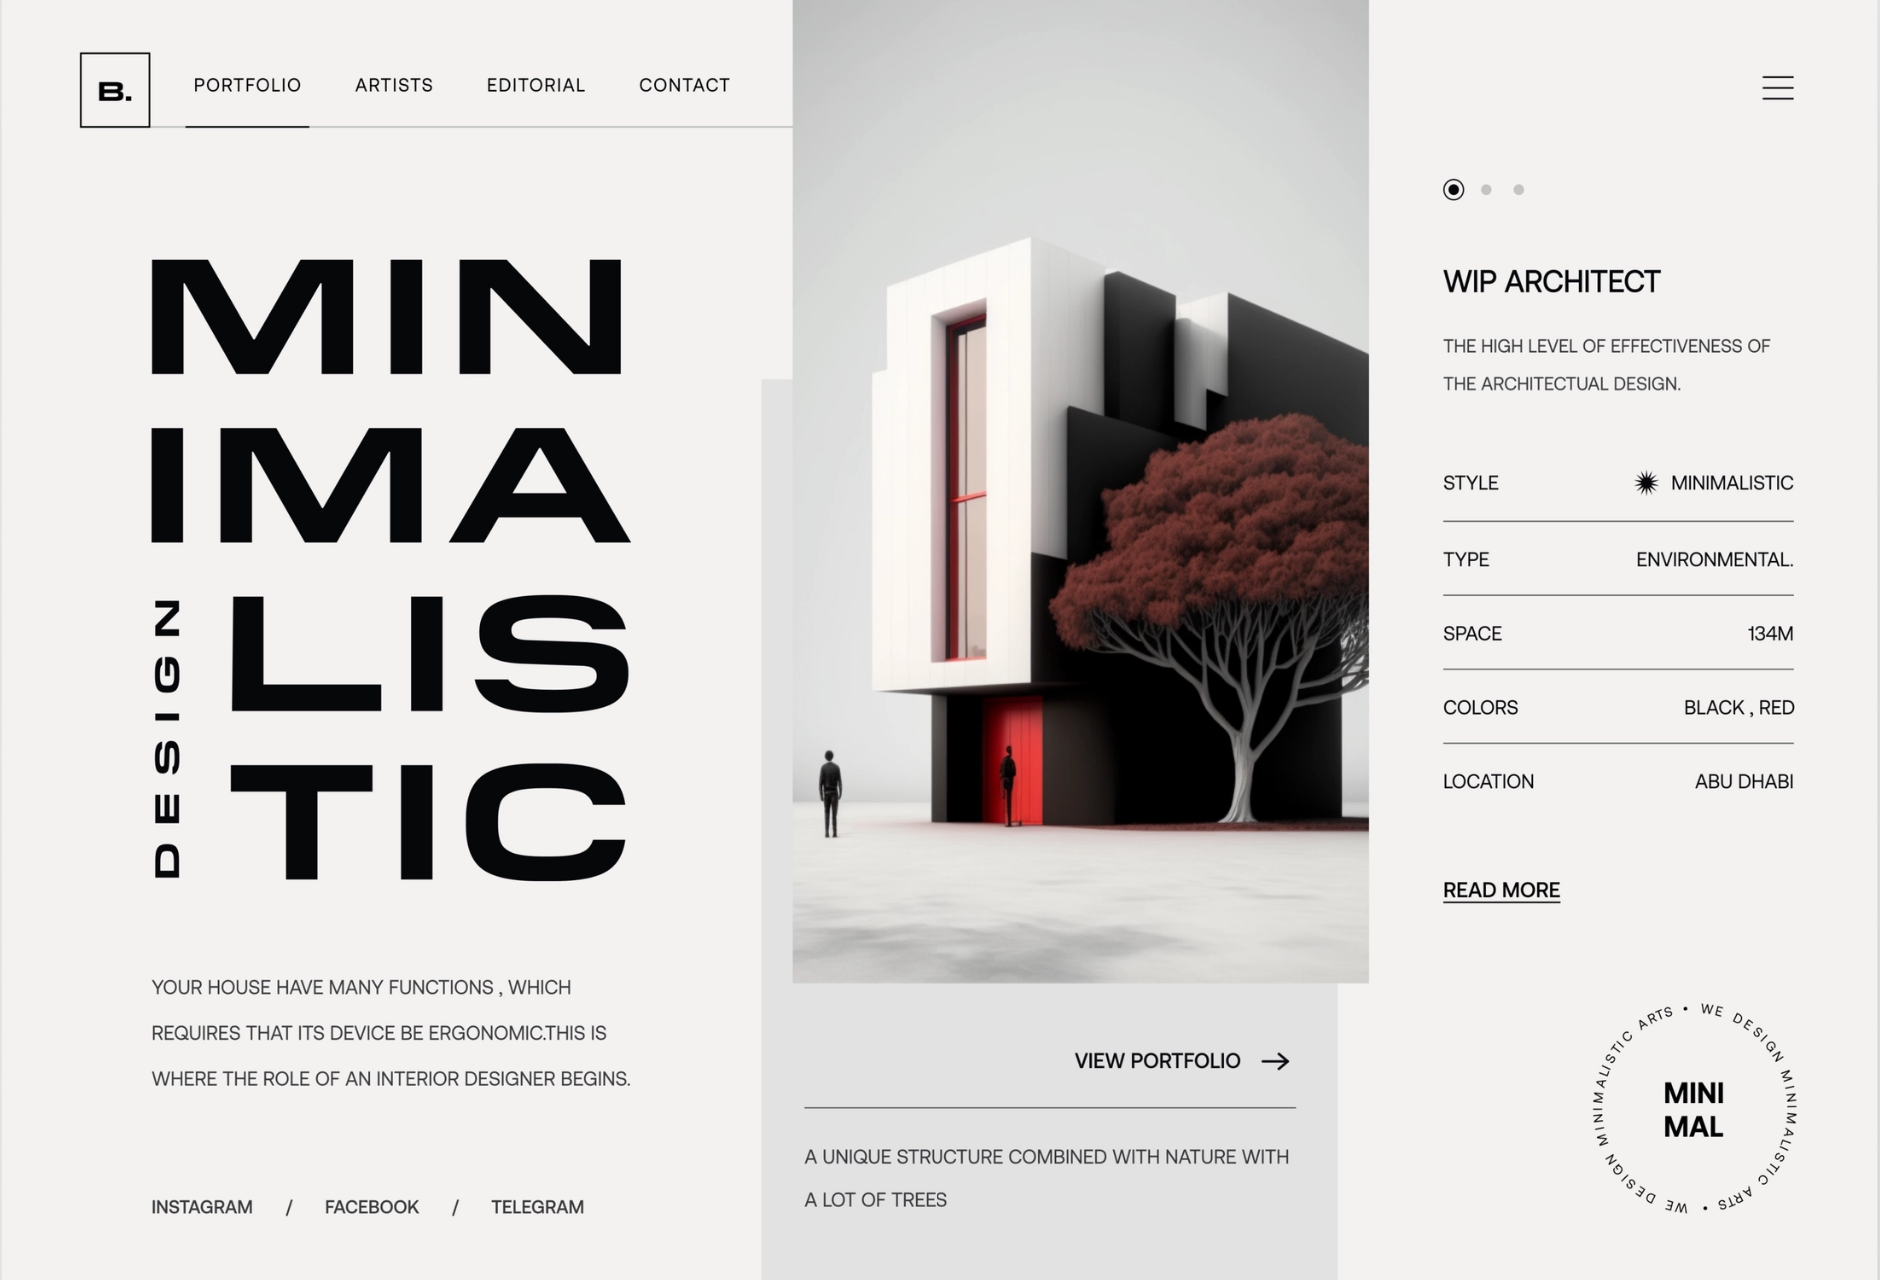 B.
PORTFOLIO
ARTISTS
EDITORIAL
CONTACT
MIN
IMA
LIS
TIC
DESIGN
YOUR HOUSE HAVE MANY FUNCTIONS , WHICH
REQUIRES THAT ITS DEVICE BE ERGONOMIC.THIS IS
WHERE THE ROLE OF AN INTERIOR DESIGNER BEGINS.
INSTAGRAM / FACEBOOK / TELEGRAM
VIEW PORTFOLIO →
A UNIQUE STRUCTURE COMBINED WITH NATURE WITH
A LOT OF TREES
WIP ARCHITECT
THE HIGH LEVEL OF EFFECTIVENESS OF
THE ARCHITECTUAL DESIGN.
STYLE MINIMALISTIC
TYPE ENVIRONMENTAL.
SPACE 134M
COLORS BLACK , RED
LOCATION ABU DHABI
READ MORE
WE DESIGN MINIMALISTIC ARTS • WE DESIGN MINIMALISTIC ARTS •
MINI
MAL